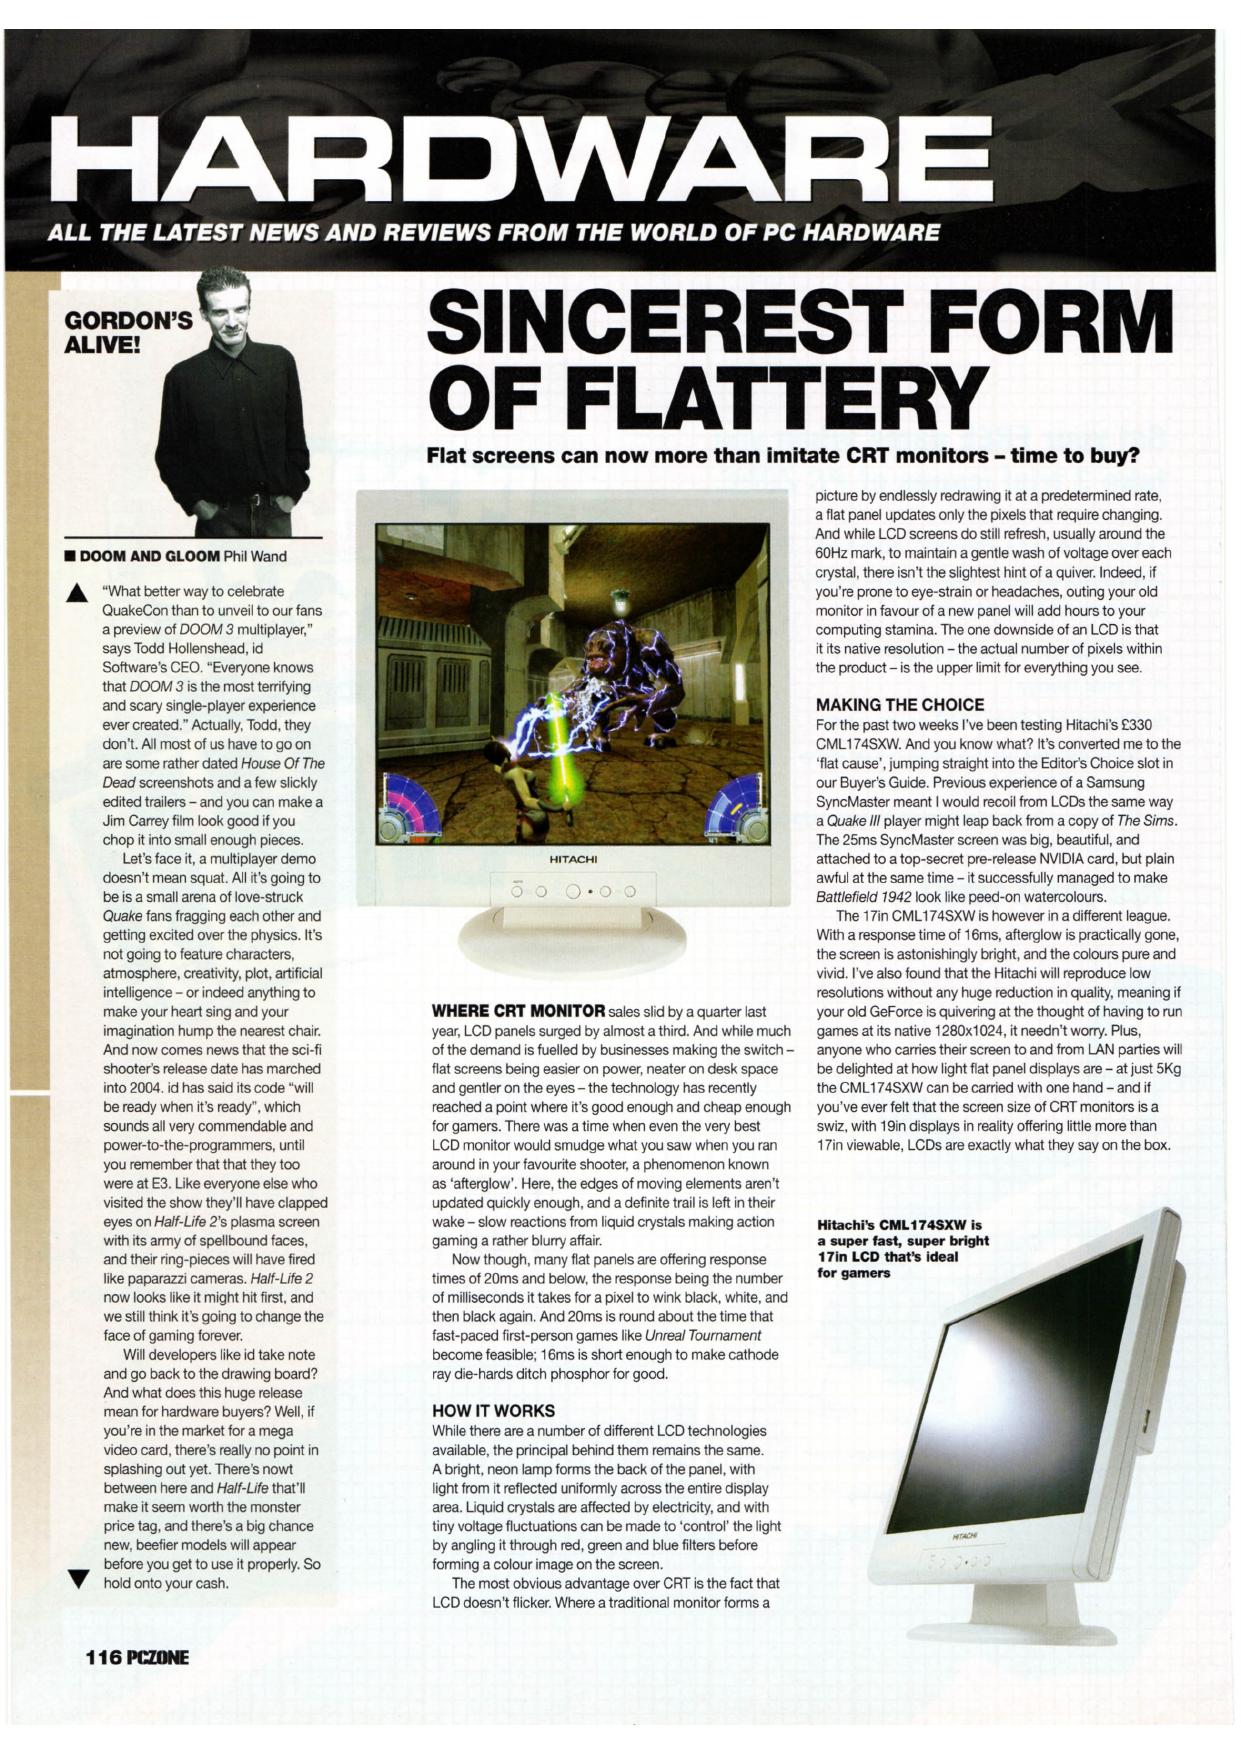 HARDWARE
ALL THE LATEST NEWS AND REVIEWS FROM THE WORLD OF PC HARDWARE
GORDON'S
ALIVE!
■ DOOM AND GLOOM Phil Wand
▲ "What better way to celebrate
QuakeCon than to unveil to our fans
a preview of DOOM 3 multiplayer,"
says Todd Hollenshead, id
Software's CEO. "Everyone knows
that DOOM 3 is the most terrifying
and scary single-player experience
ever created." Actually, Todd, they
don't. All most of us have to go on
are some rather dated House Of The
Dead screenshots and a few slickly
edited trailers – and you can make a
Jim Carrey film look good if you
chop it into small enough pieces.
Let's face it, a multiplayer demo
doesn't mean squat. All it's going to
be is a small arena of love-struck
Quake fans fragging each other and
getting excited over the physics. It's
not going to feature characters,
atmosphere, creativity, plot, artificial
intelligence – or indeed anything to
make your heart sing and your
imagination hump the nearest chair.
And now comes news that the sci-fi
shooter's release date has marched
into 2004. id has said its code "will
be ready when it's ready", which
sounds all very commendable and
power-to-the-programmers, until
you remember that that they too
were at E3. Like everyone else who
visited the show they'll have clapped
eyes on Half-Life 2's plasma screen
with its army of spellbound faces,
and their ring-pieces will have fired
like paparazzi cameras. Half-Life 2
now looks like it might hit first, and
we still think it's going to change the
face of gaming forever.
Will developers like id take note
and go back to the drawing board?
And what does this huge release
mean for hardware buyers? Well, if
you're in the market for a mega
video card, there's really no point in
splashing out yet. There's nowt
between here and Half-Life that'll
make it seem worth the monster
price tag, and there's a big chance
new, beefier models will appear
before you get to use it properly. So
▼ hold onto your cash.
SINCEREST FORM
OF FLATTERY
Flat screens can now more than imitate CRT monitors – time to buy?
HITACHI
WHERE CRT MONITOR sales slid by a quarter last
year, LCD panels surged by almost a third. And while much
of the demand is fuelled by businesses making the switch –
flat screens being easier on power, neater on desk space
and gentler on the eyes – the technology has recently
reached a point where it's good enough and cheap enough
for gamers. There was a time when even the very best
LCD monitor would smudge what you saw when you ran
around in your favourite shooter, a phenomenon known
as 'afterglow'. Here, the edges of moving elements aren't
updated quickly enough, and a definite trail is left in their
wake – slow reactions from liquid crystals making action
gaming a rather blurry affair.
Now though, many flat panels are offering response
times of 20ms and below, the response being the number
of milliseconds it takes for a pixel to wink black, white, and
then black again. And 20ms is round about the time that
fast-paced first-person games like Unreal Tournament
become feasible; 16ms is short enough to make cathode
ray die-hards ditch phosphor for good.
HOW IT WORKS
While there are a number of different LCD technologies
available, the principal behind them remains the same.
A bright, neon lamp forms the back of the panel, with
light from it reflected uniformly across the entire display
area. Liquid crystals are affected by electricity, and with
tiny voltage fluctuations can be made to 'control' the light
by angling it through red, green and blue filters before
forming a colour image on the screen.
The most obvious advantage over CRT is the fact that
LCD doesn't flicker. Where a traditional monitor forms a
picture by endlessly redrawing it at a predetermined rate,
a flat panel updates only the pixels that require changing.
And while LCD screens do still refresh, usually around the
60Hz mark, to maintain a gentle wash of voltage over each
crystal, there isn't the slightest hint of a quiver. Indeed, if
you're prone to eye-strain or headaches, outing your old
monitor in favour of a new panel will add hours to your
computing stamina. The one downside of an LCD is that
it its native resolution – the actual number of pixels within
the product – is the upper limit for everything you see.
MAKING THE CHOICE
For the past two weeks I've been testing Hitachi's £330
CML174SXW. And you know what? It's converted me to the
'flat cause', jumping straight into the Editor's Choice slot in
our Buyer's Guide. Previous experience of a Samsung
SyncMaster meant I would recoil from LCDs the same way
a Quake III player might leap back from a copy of The Sims.
The 25ms SyncMaster screen was big, beautiful, and
attached to a top-secret pre-release NVIDIA card, but plain
awful at the same time – it successfully managed to make
Battlefield 1942 look like peed-on watercolours.
The 17in CML174SXW is however in a different league.
With a response time of 16ms, afterglow is practically gone,
the screen is astonishingly bright, and the colours pure and
vivid. I've also found that the Hitachi will reproduce low
resolutions without any huge reduction in quality, meaning if
your old GeForce is quivering at the thought of having to run
games at its native 1280x1024, it needn't worry. Plus,
anyone who carries their screen to and from LAN parties will
be delighted at how light flat panel displays are – at just 5Kg
the CML174SXW can be carried with one hand – and if
you've ever felt that the screen size of CRT monitors is a
swiz, with 19in displays in reality offering little more than
17in viewable, LCDs are exactly what they say on the box.
Hitachi's CML174SXW is
a super fast, super bright
17in LCD that's ideal
for gamers
HITACHI
116 PCZONE